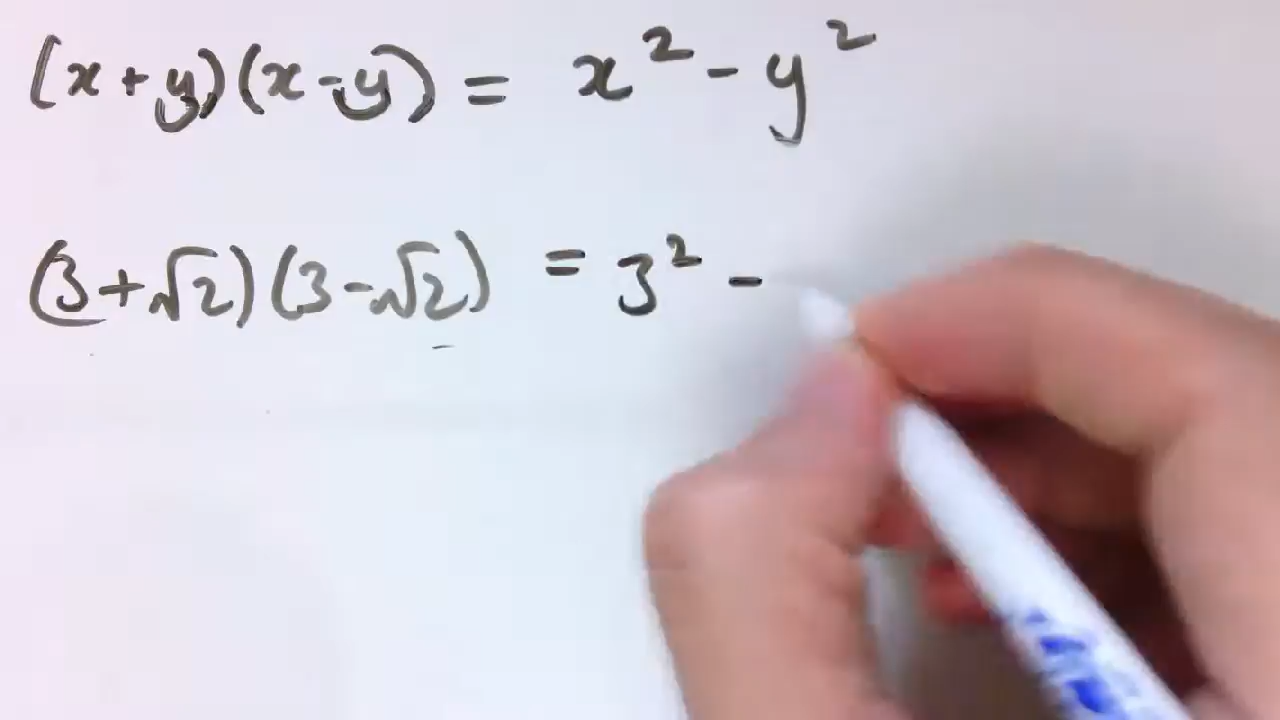 (x+y)(x-y) = x² - y²
(3+√2)(3-√2) = 3² -